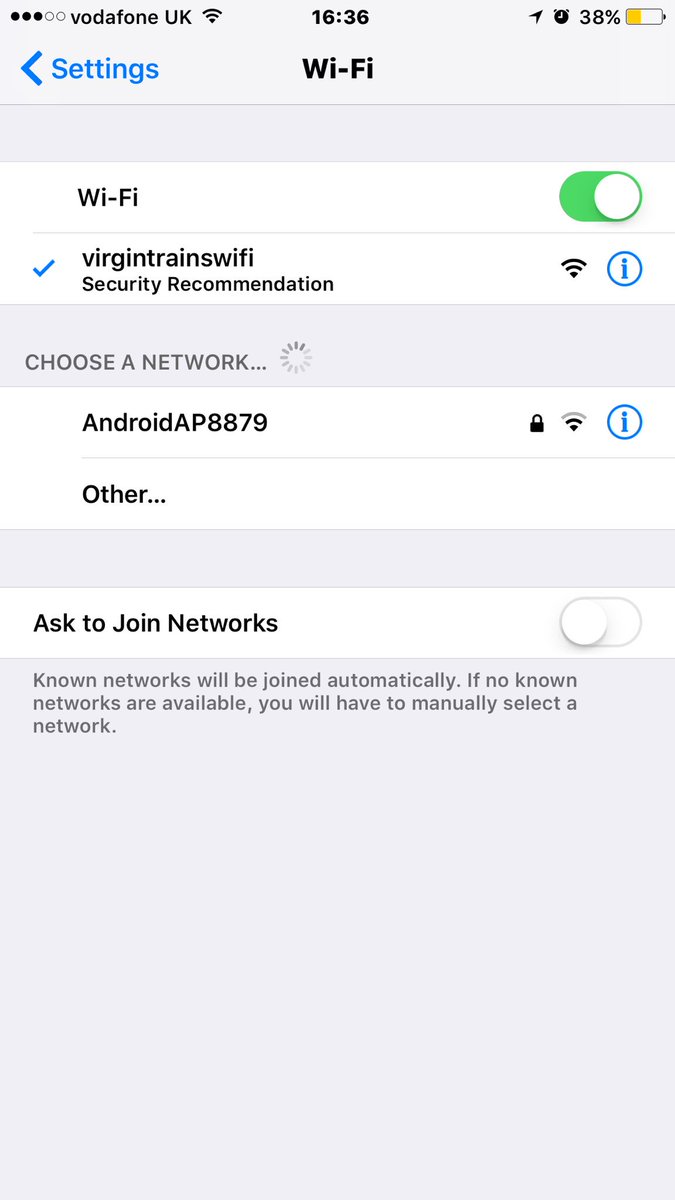 vodafone UK 16:36 38%
Settings Wi-Fi
Wi-Fi
virgintrainswifi
Security Recommendation
CHOOSE A NETWORK...
AndroidAP8879
Other...
Ask to Join Networks
Known networks will be joined automatically. If no known
networks are available, you will have to manually select a
network.